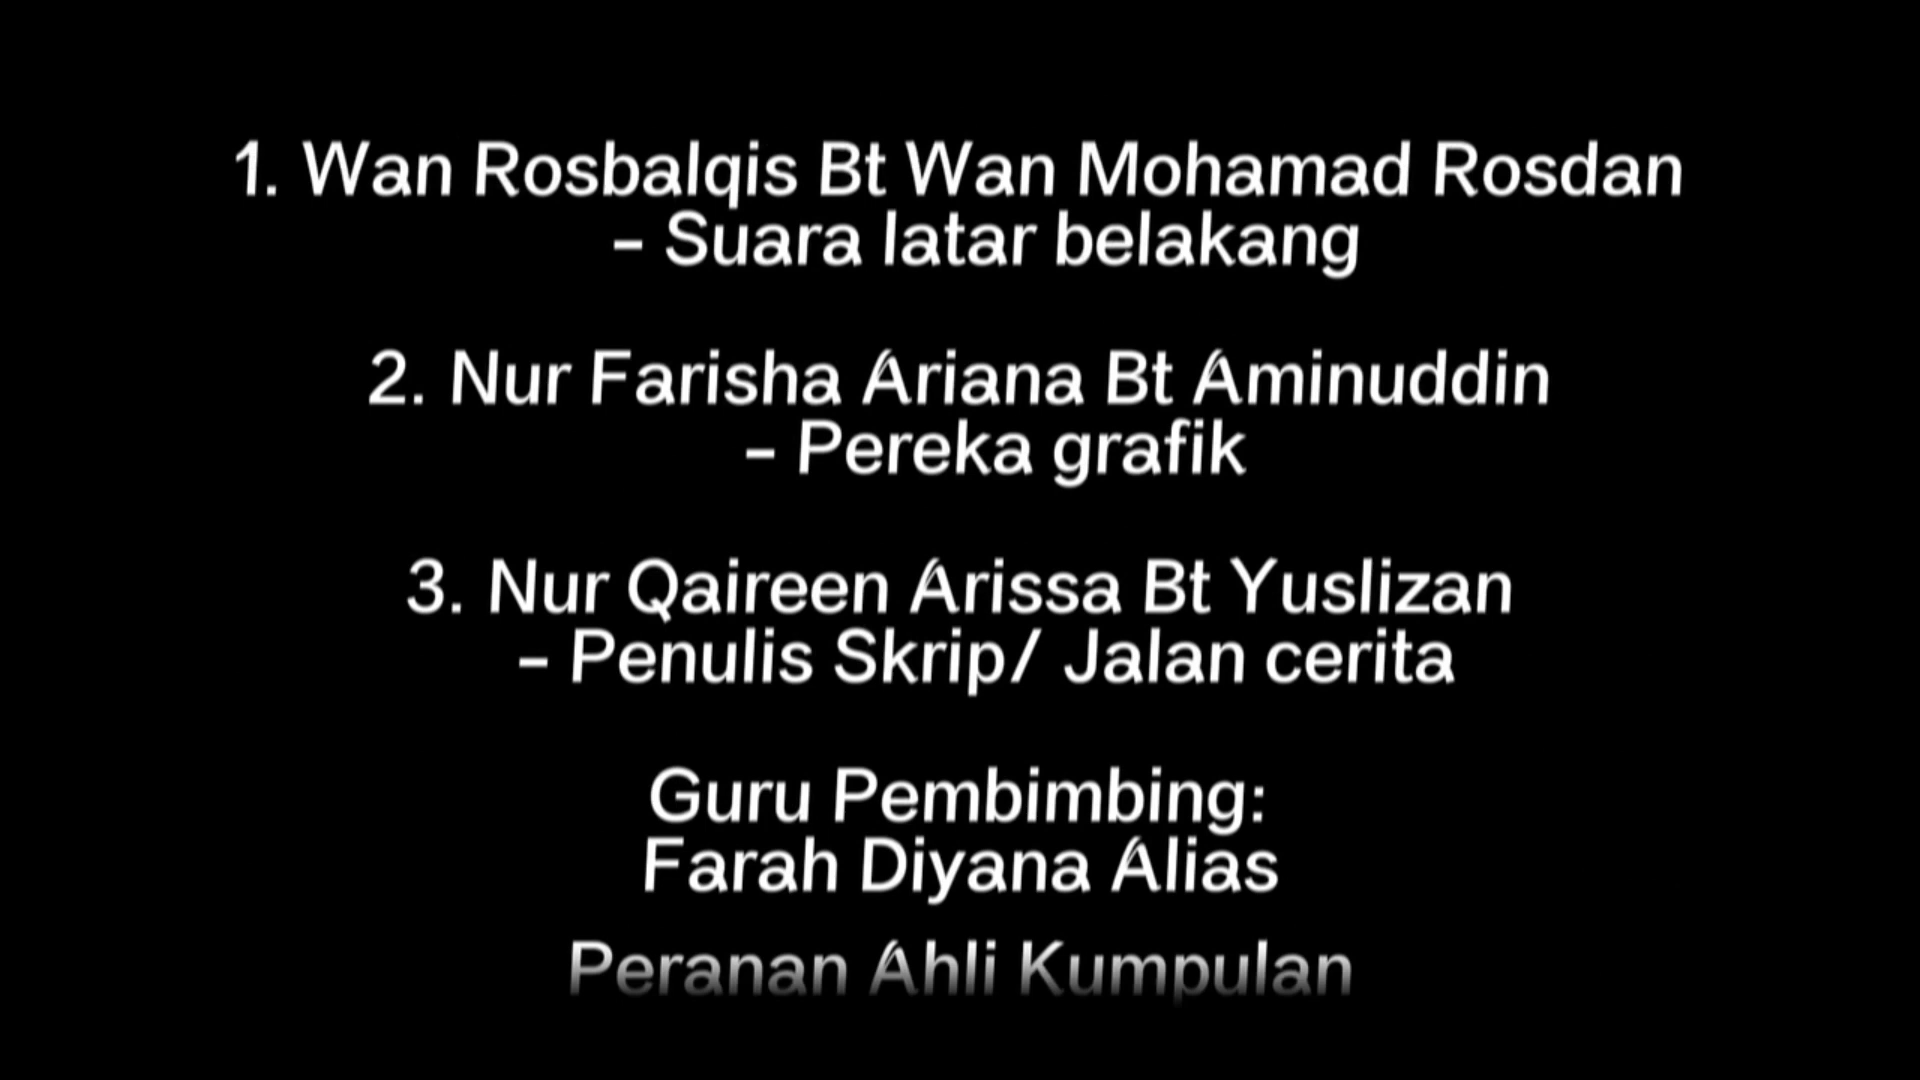 1. Wan Rosbalqis Bt Wan Mohamad Rosdan
- Suara latar belakang
2. Nur Farisha Ariana Bt Aminuddin
- Pereka grafik
3. Nur Qaireen Arissa Bt Yuslizan
- Penulis Skrip/ Jalan cerita
Guru Pembimbing:
Farah Diyana Alias
Peranan Ahli Kumpulan